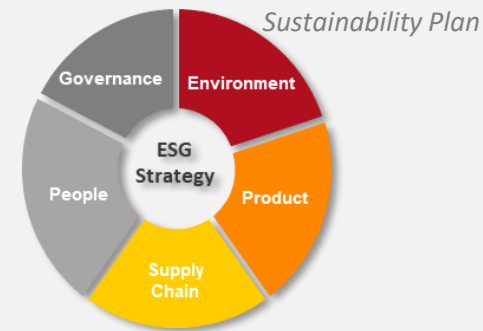 Sustainability Plan
Governance
Environment
ESG
Strategy
People
Product
Supply
Chain